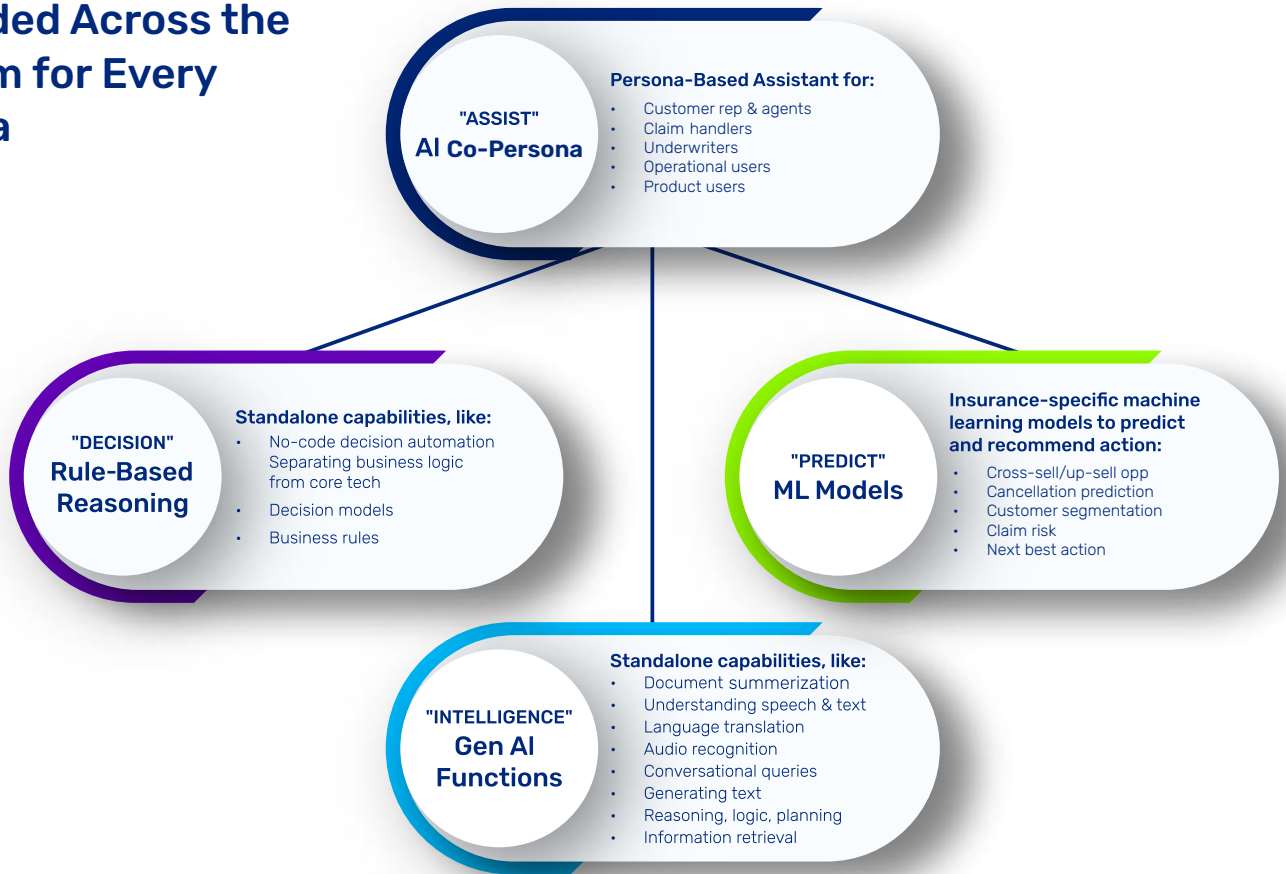 ded Across the
m for Every
a
"ASSIST"
AI Co-Persona
Persona-Based Assistant for:
• Customer rep & agents
• Claim handlers
• Underwriters
• Operational users
• Product users
"DECISION"
Rule-Based
Reasoning
Standalone capabilities, like:
• No-code decision automation
Separating business logic
from core tech
• Decision models
• Business rules
"PREDICT"
ML Models
Insurance-specific machine
learning models to predict
and recommend action:
• Cross-sell/up-sell opp
• Cancellation prediction
• Customer segmentation
• Claim risk
• Next best action
"INTELLIGENCE"
Gen AI
Functions
Standalone capabilities, like:
• Document summerization
• Understanding speech & text
• Language translation
• Audio recognition
• Conversational queries
• Generating text
• Reasoning, logic, planning
• Information retrieval